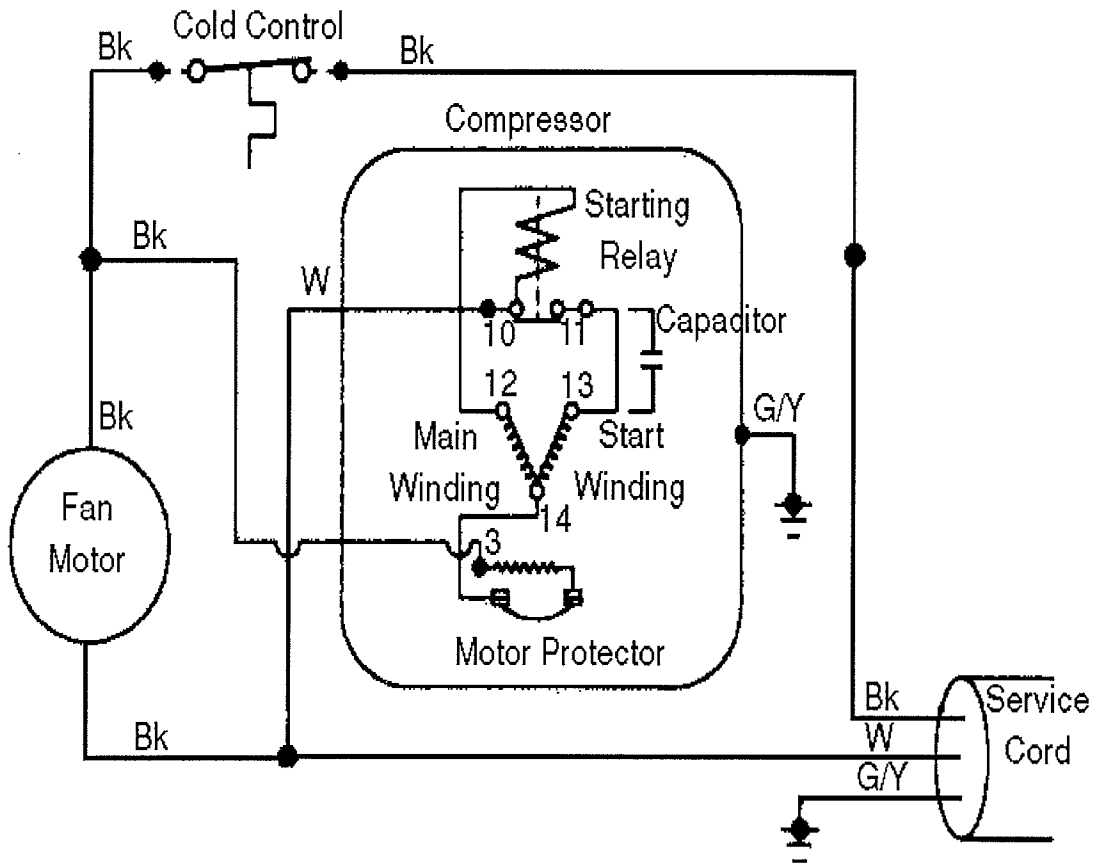 Cold Control
Bk
Bk
Compressor
Starting
Relay
Bk
W
10
11
Capacitor
12
13
G/Y
Bk
Main
Winding
Start
Winding
14
Fan
Motor
3
Motor Protector
Bk
Bk
W
G/Y
Service
Cord